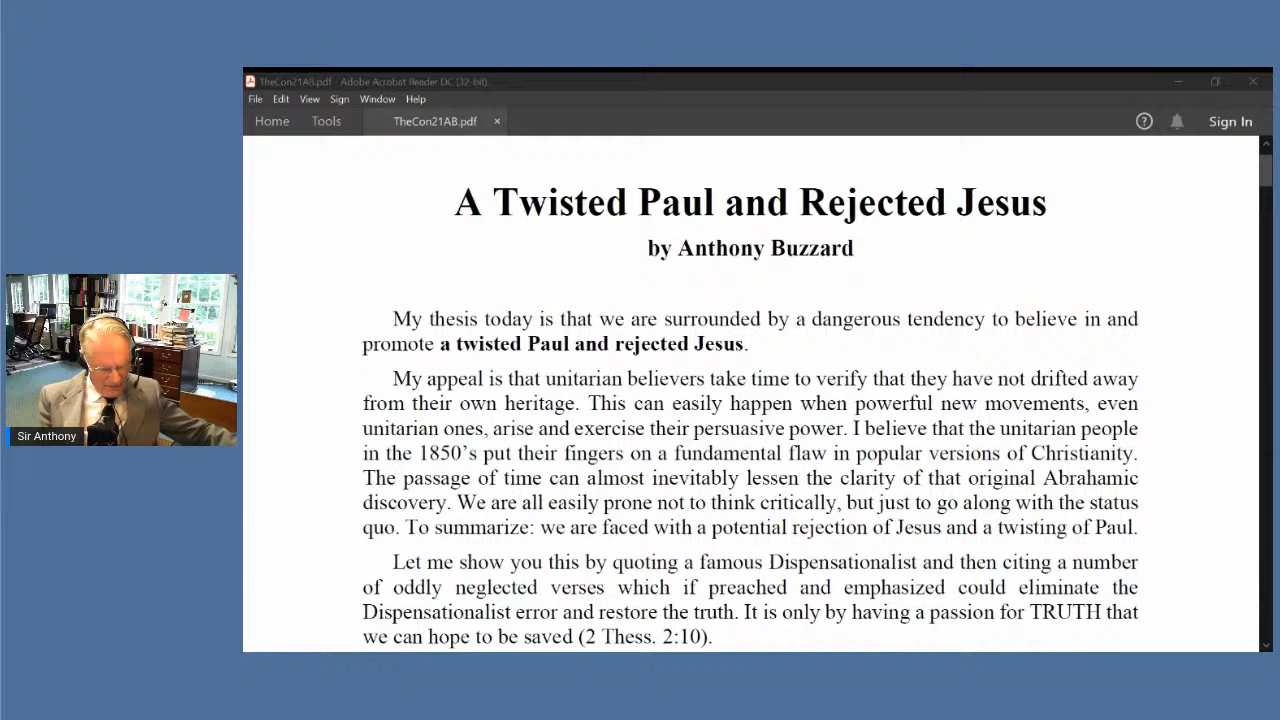 TheCon21AB.pdf - Adobe Acrobat Reader DC (32-bit)
File Edit View Sign Window Help
Home Tools TheCon21AB.pdf × Sign In
A Twisted Paul and Rejected Jesus
by Anthony Buzzard
My thesis today is that we are surrounded by a dangerous tendency to believe in and
promote a twisted Paul and rejected Jesus.
My appeal is that unitarian believers take time to verify that they have not drifted away
from their own heritage. This can easily happen when powerful new movements, even
unitarian ones, arise and exercise their persuasive power. I believe that the unitarian people
in the 1850’s put their fingers on a fundamental flaw in popular versions of Christianity.
The passage of time can almost inevitably lessen the clarity of that original Abrahamic
discovery. We are all easily prone not to think critically, but just to go along with the status
quo. To summarize: we are faced with a potential rejection of Jesus and a twisting of Paul.
Let me show you this by quoting a famous Dispensationalist and then citing a number
of oddly neglected verses which if preached and emphasized could eliminate the
Dispensationalist error and restore the truth. It is only by having a passion for TRUTH that
we can hope to be saved (2 Thess. 2:10).
Sir Anthony